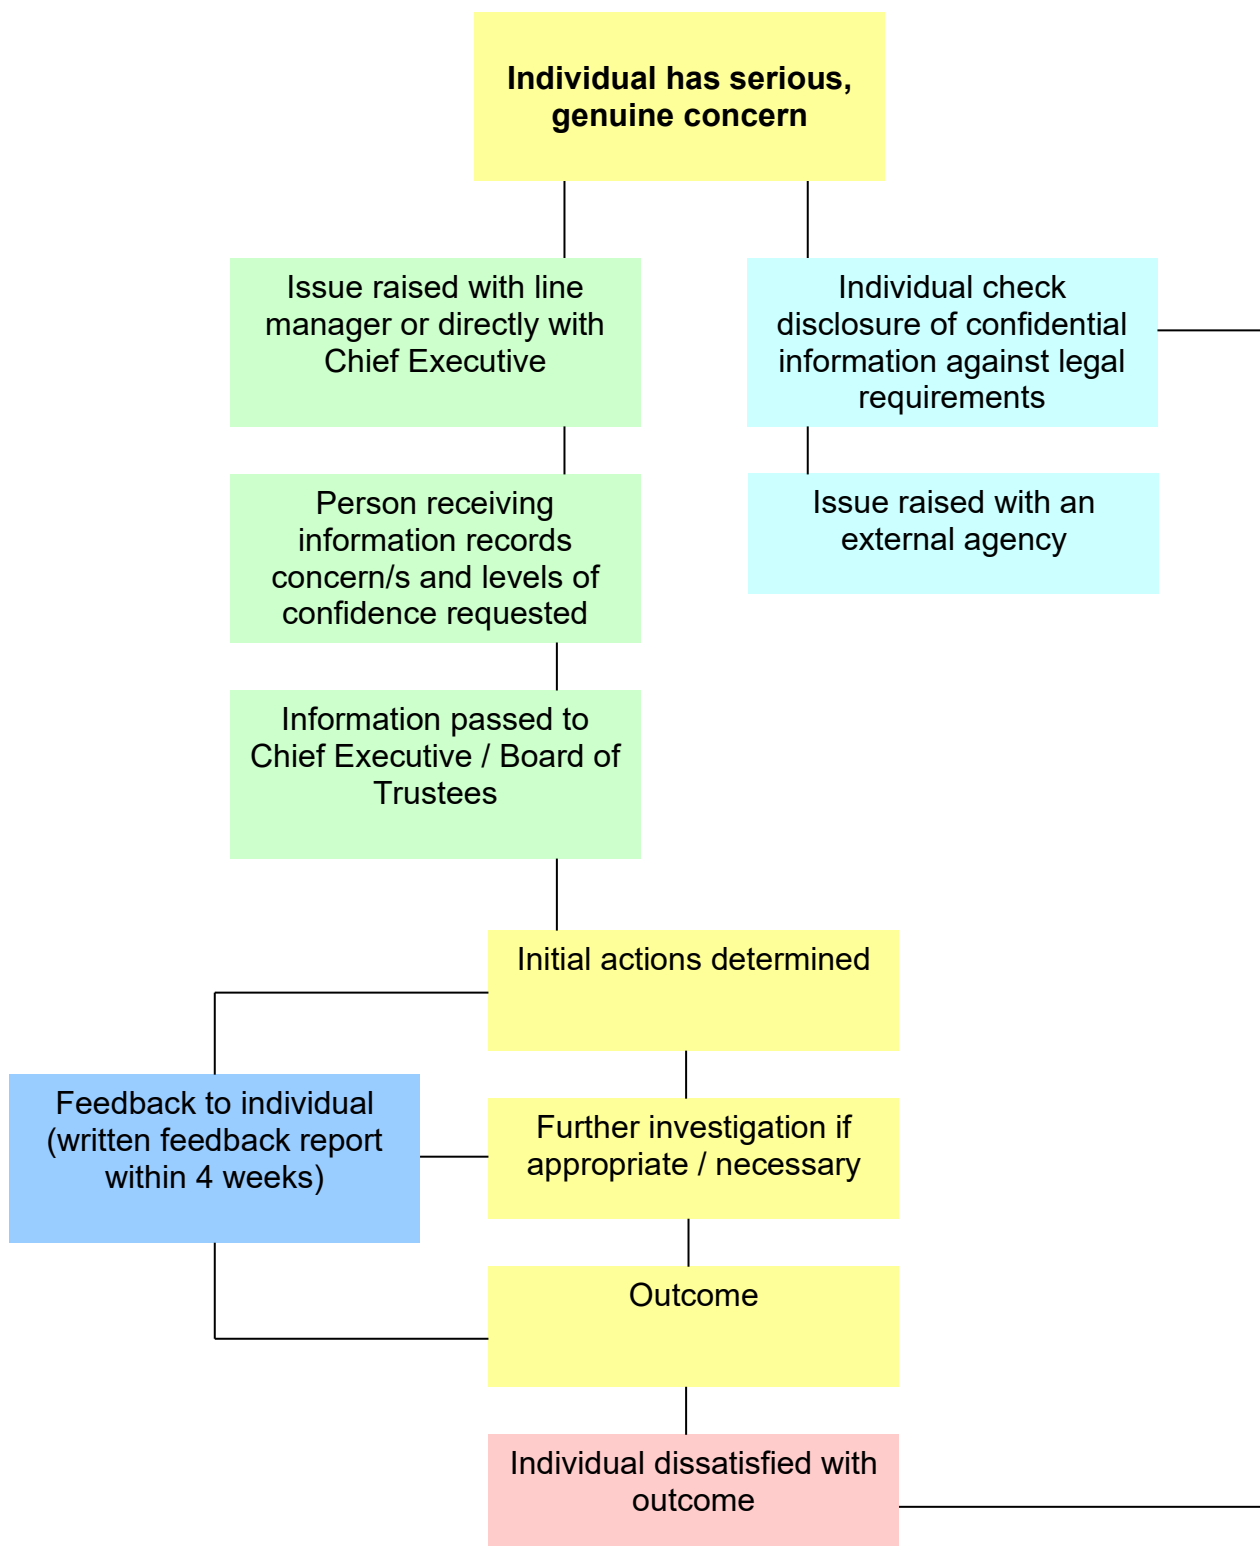 Individual has serious,
genuine concern
Issue raised with line
manager or directly with
Chief Executive
Individual check
disclosure of confidential
information against legal
requirements
Person receiving
information records
concern/s and levels of
confidence requested
Issue raised with an
external agency
Information passed to
Chief Executive / Board of
Trustees
Initial actions determined
Feedback to individual
(written feedback report
within 4 weeks)
Further investigation if
appropriate / necessary
Outcome
Individual dissatisfied with
outcome